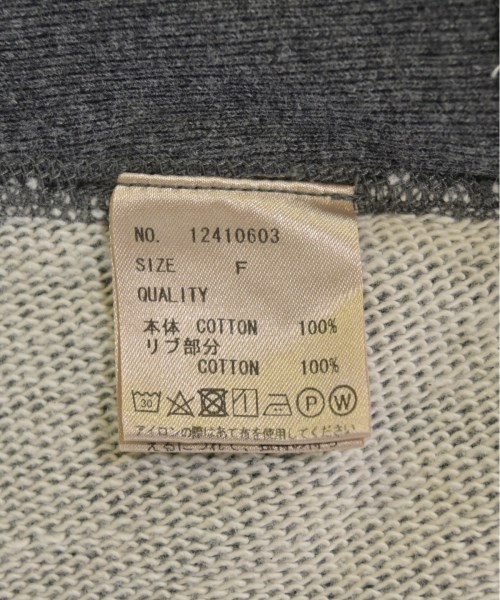 NO. 12410603
SIZE F
QUALITY
本体 COTTON 100%
リブ部分
COTTON 100%
30 P W
アイロンの際はあて布を使用してください